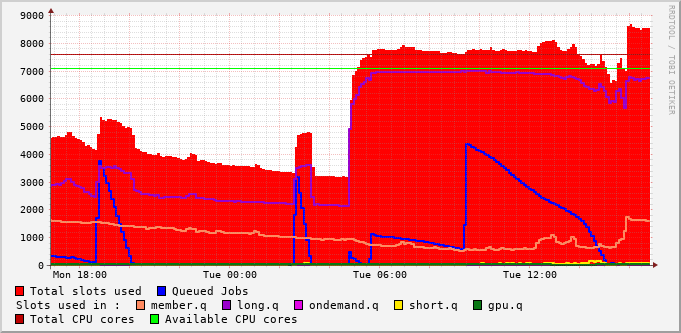 9000
8000
7000
6000
5000
4000
3000
2000
1000
0
Mon 18:00 Tue 00:00 Tue 06:00 Tue 12:00
Total slots used Queued Jobs
Slots used in : member.q long.q ondemand.q short.q gpu.q
Total CPU cores Available CPU cores
RRDTOOL / TOBI OETIKER